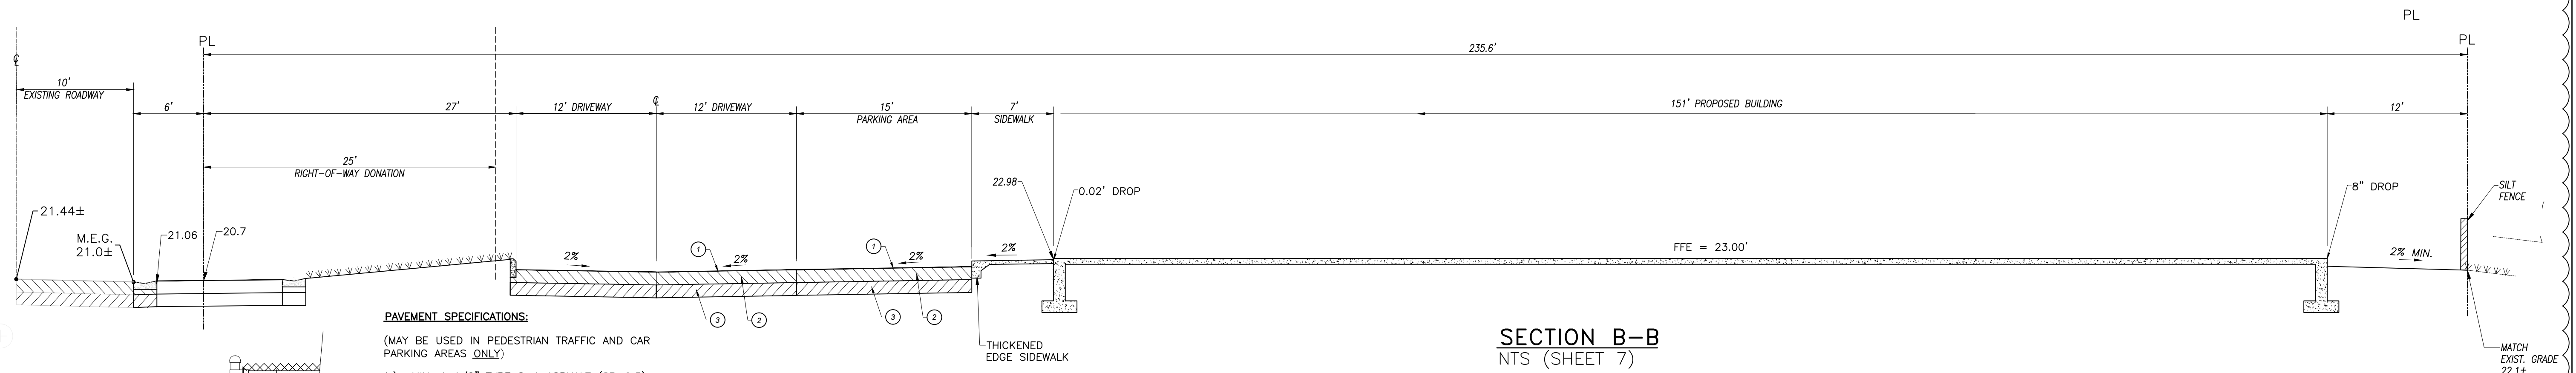 PL
PL
PL
℄
235.6'
10'
EXISTING ROADWAY
6'
27'
12' DRIVEWAY
℄
12' DRIVEWAY
15'
PARKING AREA
7'
SIDEWALK
151' PROPOSED BUILDING
12'
25'
RIGHT-OF-WAY DONATION
22.98
0.02' DROP
8" DROP
SILT
FENCE
21.44±
M.E.G.
21.0±
21.06
20.7
2%
1
2%
1
2%
2%
FFE = 23.00'
2% MIN.
3
2
3
2
PAVEMENT SPECIFICATIONS:
(MAY BE USED IN PEDESTRIAN TRAFFIC AND CAR
PARKING AREAS ONLY)
THICKENED
EDGE SIDEWALK
SECTION B-B
NTS (SHEET 7)
MATCH
EXIST. GRADE
22.1±